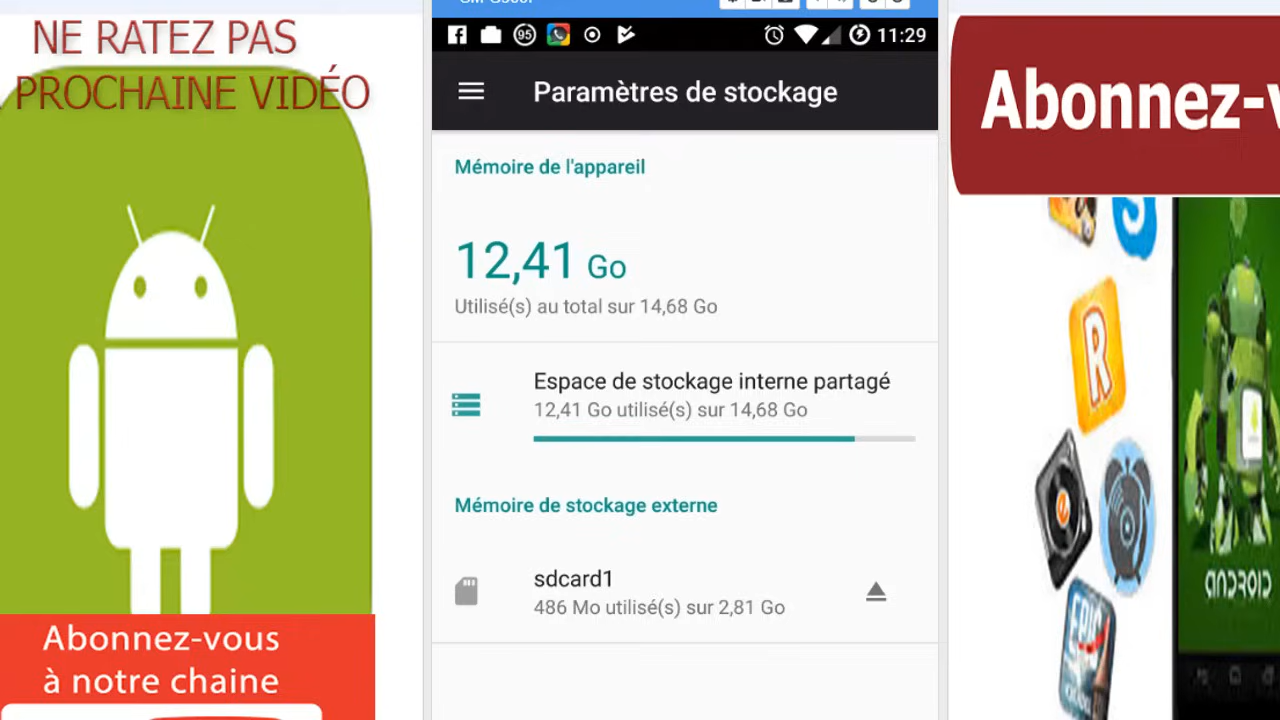 NE RATEZ PAS
PROCHAINE VIDÉO
Abonnez-vous
à notre chaine
95
11:29
Paramètres de stockage
Mémoire de l'appareil
12,41 Go
Utilisé(s) au total sur 14,68 Go
Espace de stockage interne partagé
12,41 Go utilisé(s) sur 14,68 Go
Mémoire de stockage externe
sdcard1
486 Mo utilisé(s) sur 2,81 Go
Abonnez-v
R
EPIC
ANDROID